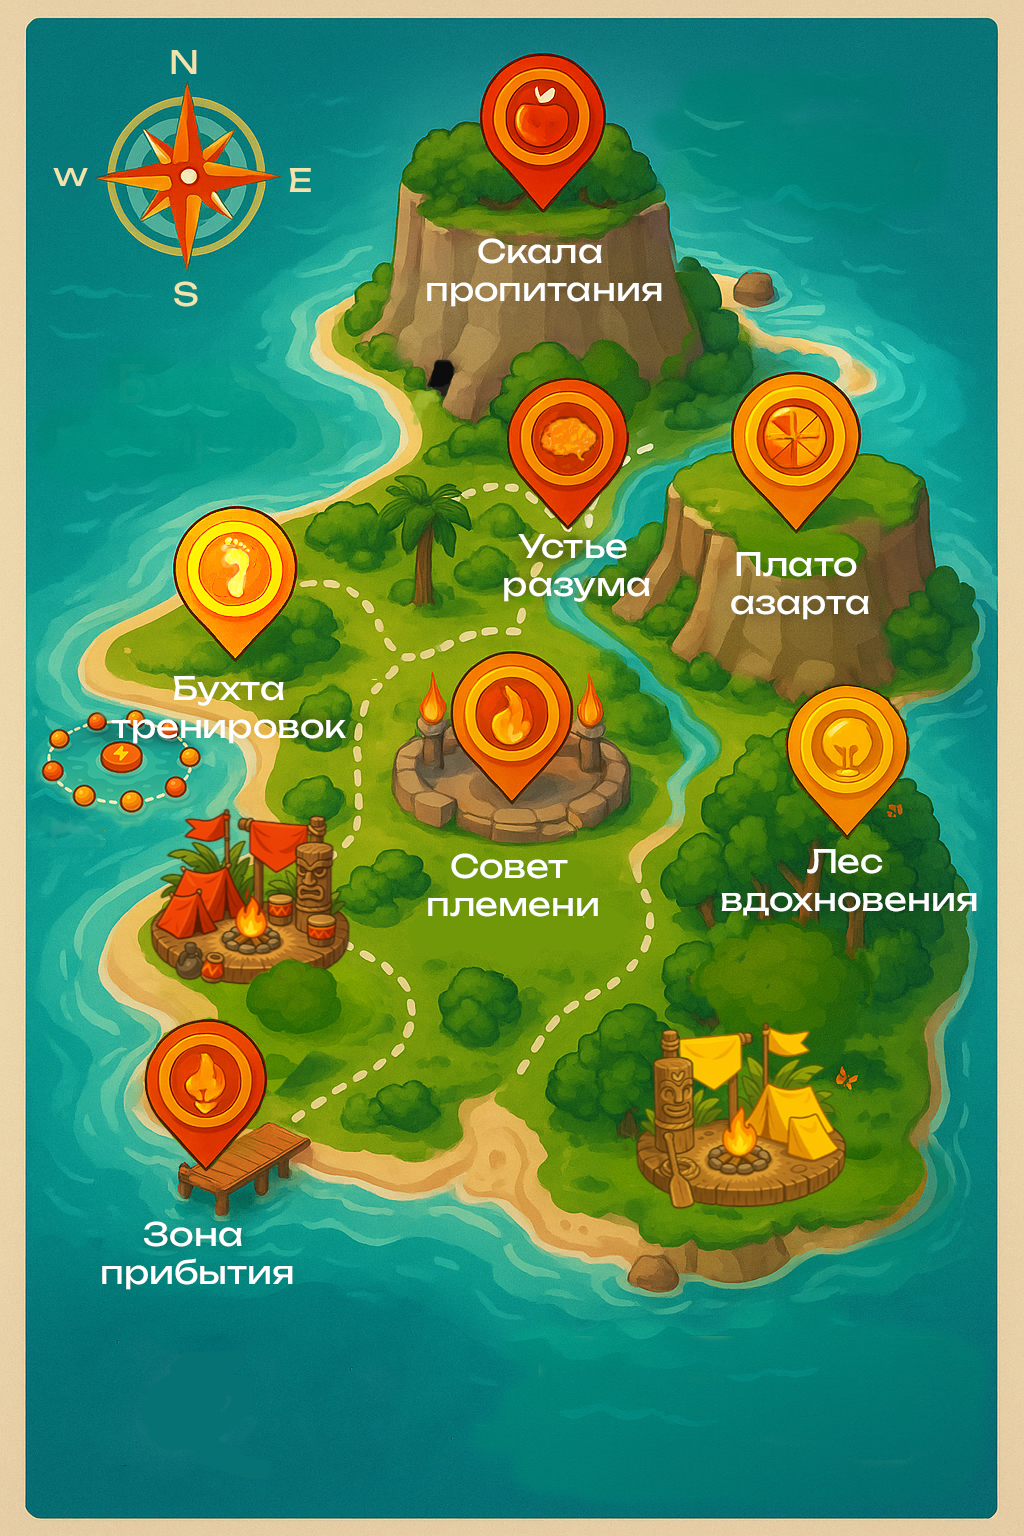 N
W
E
S
Скала
пропитания
Устье
разума
Плато
азарта
Бухта
тренировок
Совет
племени
Лес
вдохновения
Зона
прибытия